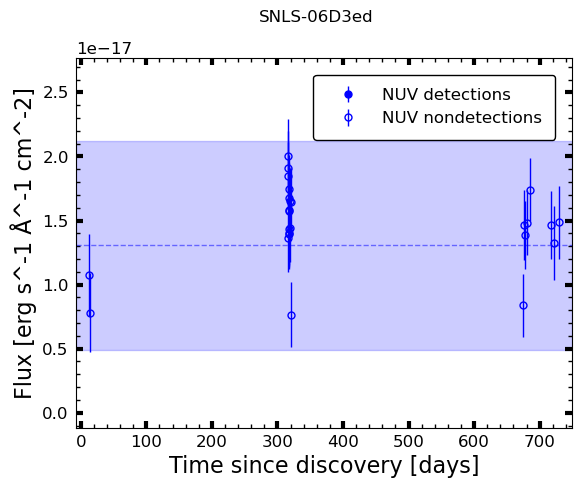 SNLS-06D3ed
1e−17
NUV detections
NUV nondetections
2.5
2.0
1.5
1.0
0.5
0.0
Flux [erg s^-1 Å^-1 cm^-2]
0 100 200 300 400 500 600 700
Time since discovery [days]